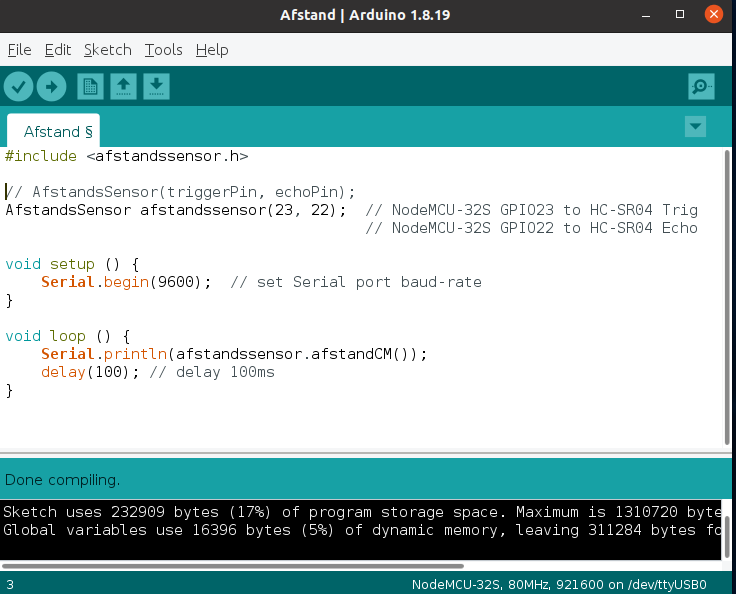 Afstand | Arduino 1.8.19
File Edit Sketch Tools Help
Afstand §
#include <afstandssensor.h>
// AfstandsSensor(triggerPin, echoPin);
AfstandsSensor afstandssensor(23, 22);  // NodeMCU-32S GPIO23 to HC-SR04 Trig
// NodeMCU-32S GPIO22 to HC-SR04 Echo
void setup () {
    Serial.begin(9600);  // set Serial port baud-rate
}
void loop () {
    Serial.println(afstandssensor.afstandCM());
    delay(100); // delay 100ms
}
Done compiling.
Sketch uses 232909 bytes (17%) of program storage space. Maximum is 1310720 byte
Global variables use 16396 bytes (5%) of dynamic memory, leaving 311284 bytes fo
3 NodeMCU-32S, 80MHz, 921600 on /dev/ttyUSB0